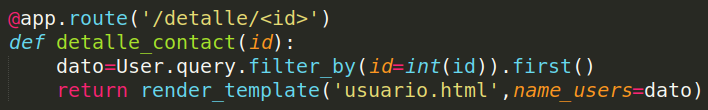 @app.route('/detalle/<id>')
def detalle_contact(id):
    dato=User.query.filter_by(id=int(id)).first()
    return render_template('usuario.html',name_users=dato)